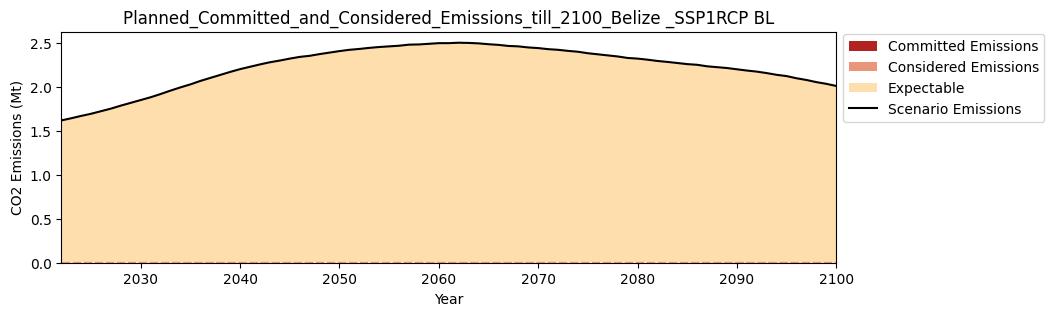 Planned_Committed_and_Considered_Emissions_till_2100_Belize _SSP1RCP BL
CO2 Emissions (Mt)
2.5
2.0
1.5
1.0
0.5
0.0
2030 2040 2050 2060 2070 2080 2090 2100
Year
Committed Emissions
Considered Emissions
Expectable
Scenario Emissions